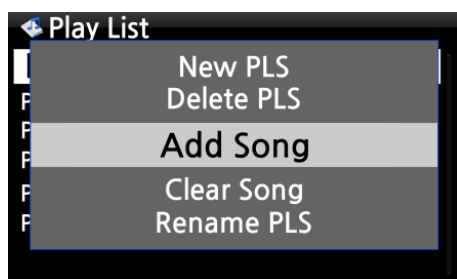 Play List
New PLS
Delete PLS
Add Song
Clear Song
Rename PLS